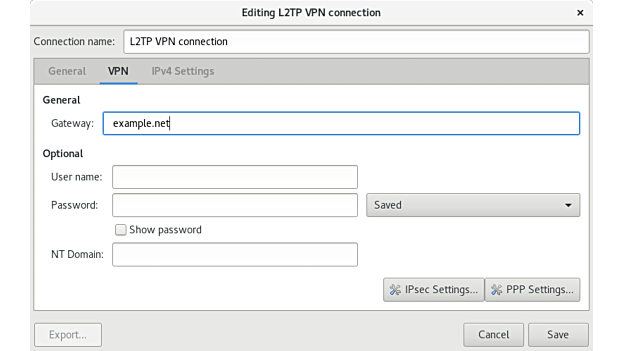 Editing L2TP VPN connection ×
Connection name: L2TP VPN connection
General VPN IPv4 Settings
General
Gateway: example.net
Optional
User name:
Password: Saved
Show password
NT Domain:
IPsec Settings... PPP Settings...
Export... Cancel Save